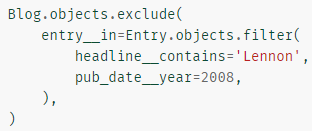 Blog.objects.exclude(
    entry__in=Entry.objects.filter(
        headline__contains='Lennon',
        pub_date__year=2008,
    ),
)